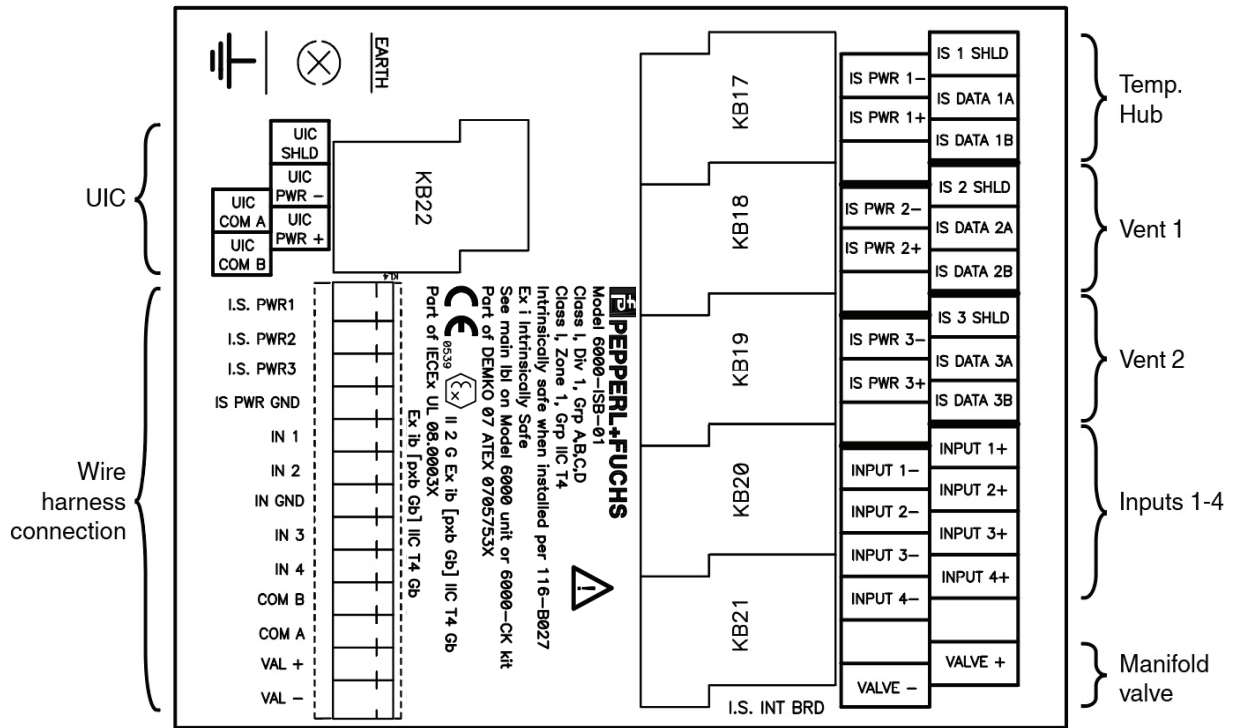 EARTH
UIC
SHLD
UIC
PWR -
UIC
PWR +
UIC
COM A
UIC
COM B
UIC
KB22
KL4
I.S. PWR1
I.S. PWR2
I.S. PWR3
IS PWR GND
IN 1
IN 2
IN GND
IN 3
IN 4
COM B
COM A
VAL +
VAL -
Wire
harness
connection
PEPPERL+FUCHS
Model 6000-ISB-01
Class I, Div 1, Grp A,B,C,D
Class I, Zone 1, Grp IIC T4
Intrinsically safe when installed per 116-B027
Ex i Intrinsically Safe
See main lbl on Model 6000 unit or 6000-CK kit
Part of DEMKO 07 ATEX 0705753X
CE 0539 Ex II 2 G Ex ib [pxb Gb] IIC T4 Gb
Part of IECEx UL 08.0003X
Ex ib [pxb Gb] IIC T4 Gb
KB17
KB18
KB19
KB20
KB21
I.S. INT BRD
IS PWR 1-
IS PWR 1+
IS PWR 2-
IS PWR 2+
IS PWR 3-
IS PWR 3+
INPUT 1-
INPUT 2-
INPUT 3-
INPUT 4-
VALVE -
IS 1 SHLD
IS DATA 1A
IS DATA 1B
IS 2 SHLD
IS DATA 2A
IS DATA 2B
IS 3 SHLD
IS DATA 3A
IS DATA 3B
INPUT 1+
INPUT 2+
INPUT 3+
INPUT 4+
VALVE +
Temp.
Hub
Vent 1
Vent 2
Inputs 1-4
Manifold
valve